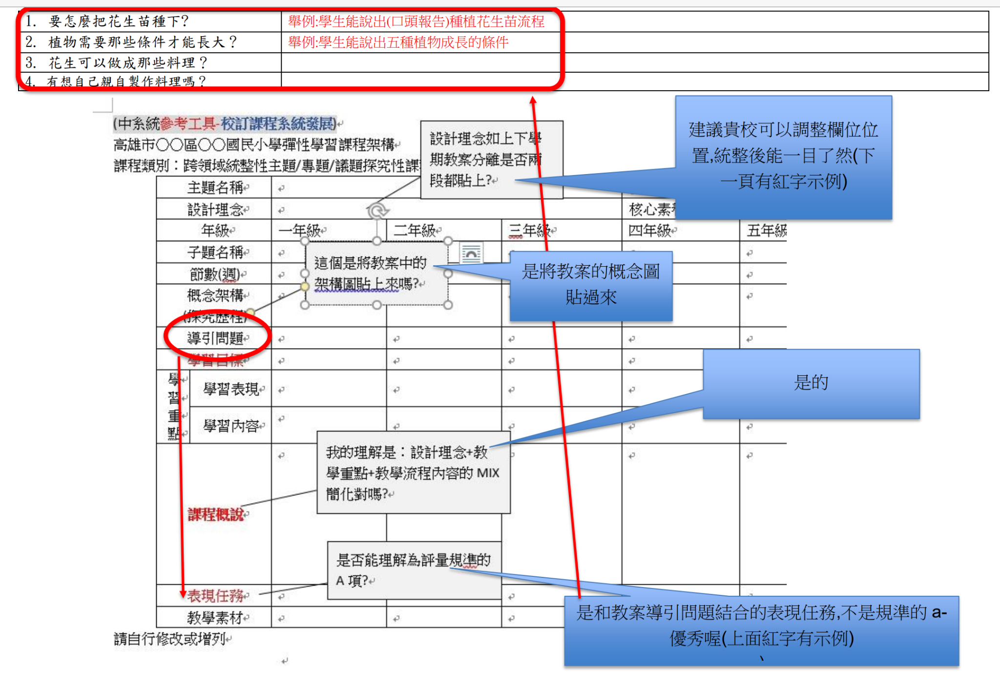 1. 要怎麼把花生苗種下?
舉例:學生能說出(口頭報告)種植花生苗流程
2. 植物需要那些條件才能長大？
舉例:學生能說出五種植物成長的條件
3. 花生可以做成那些料理？
4. 有想自己親自製作料理嗎？
(中系統參考工具-校訂課程系統發展)
高雄市○○區○○國民小學彈性學習課程架構
課程類別：跨領域統整性主題/專題/議題探究性課
設計理念如上下學
期教案分離是否兩
段都貼上?
建議貴校可以調整欄位位
置,統整後能一目了然(下
一頁有紅字示例)
主題名稱
設計理念
核心素
年級
一年級
二年級
三年級
四年級
五年級
子題名稱
節數(週)
概念架構
(探究歷程)
這個是將教案中的
架構圖貼上來嗎?
是將教案的概念圖
貼過來
導引問題
學習目標
學習重點
學習表現
學習內容
是的
我的理解是：設計理念+教
學重點+教學流程內容的 MIX
簡化對嗎?
課程概說
是否能理解為評量規準的
A 項?
表現任務
教學素材
是和教案導引問題結合的表現任務,不是規準的 a-
優秀喔(上面紅字有示例)
請自行修改或增列